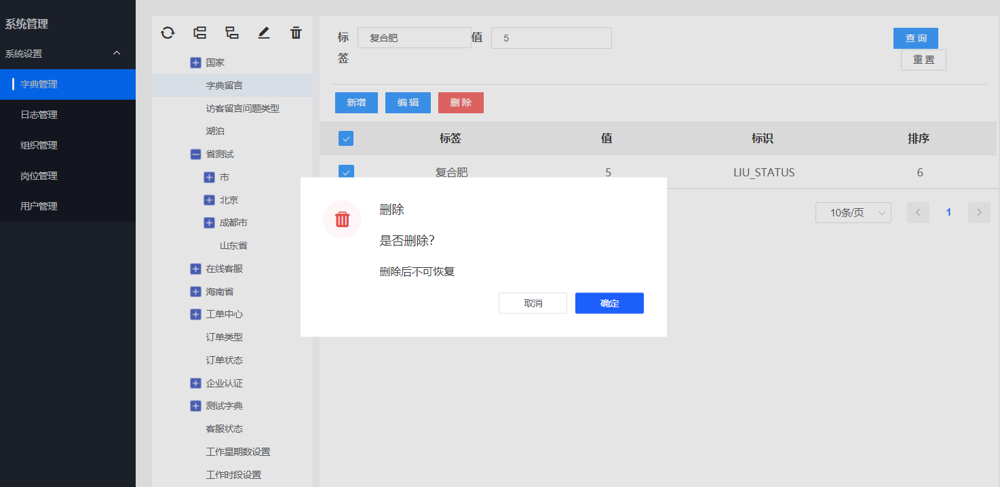 系统管理
系统设置
字典管理
日志管理
组织管理
岗位管理
用户管理
国家
字典留言
访客留言问题类型
湖泊
省测试
市
北京
成都市
山东省
在线客服
海南省
工单中心
订单类型
订单状态
企业认证
测试字典
客服状态
工作星期数设置
工作时段设置
标签 复合肥 值 5 查询
重置
新增 编辑 删除
标签 值 标识 排序
复合肥 5 LIU_STATUS 6
10条/页 1
删除
是否删除?
删除后不可恢复
取消 确定